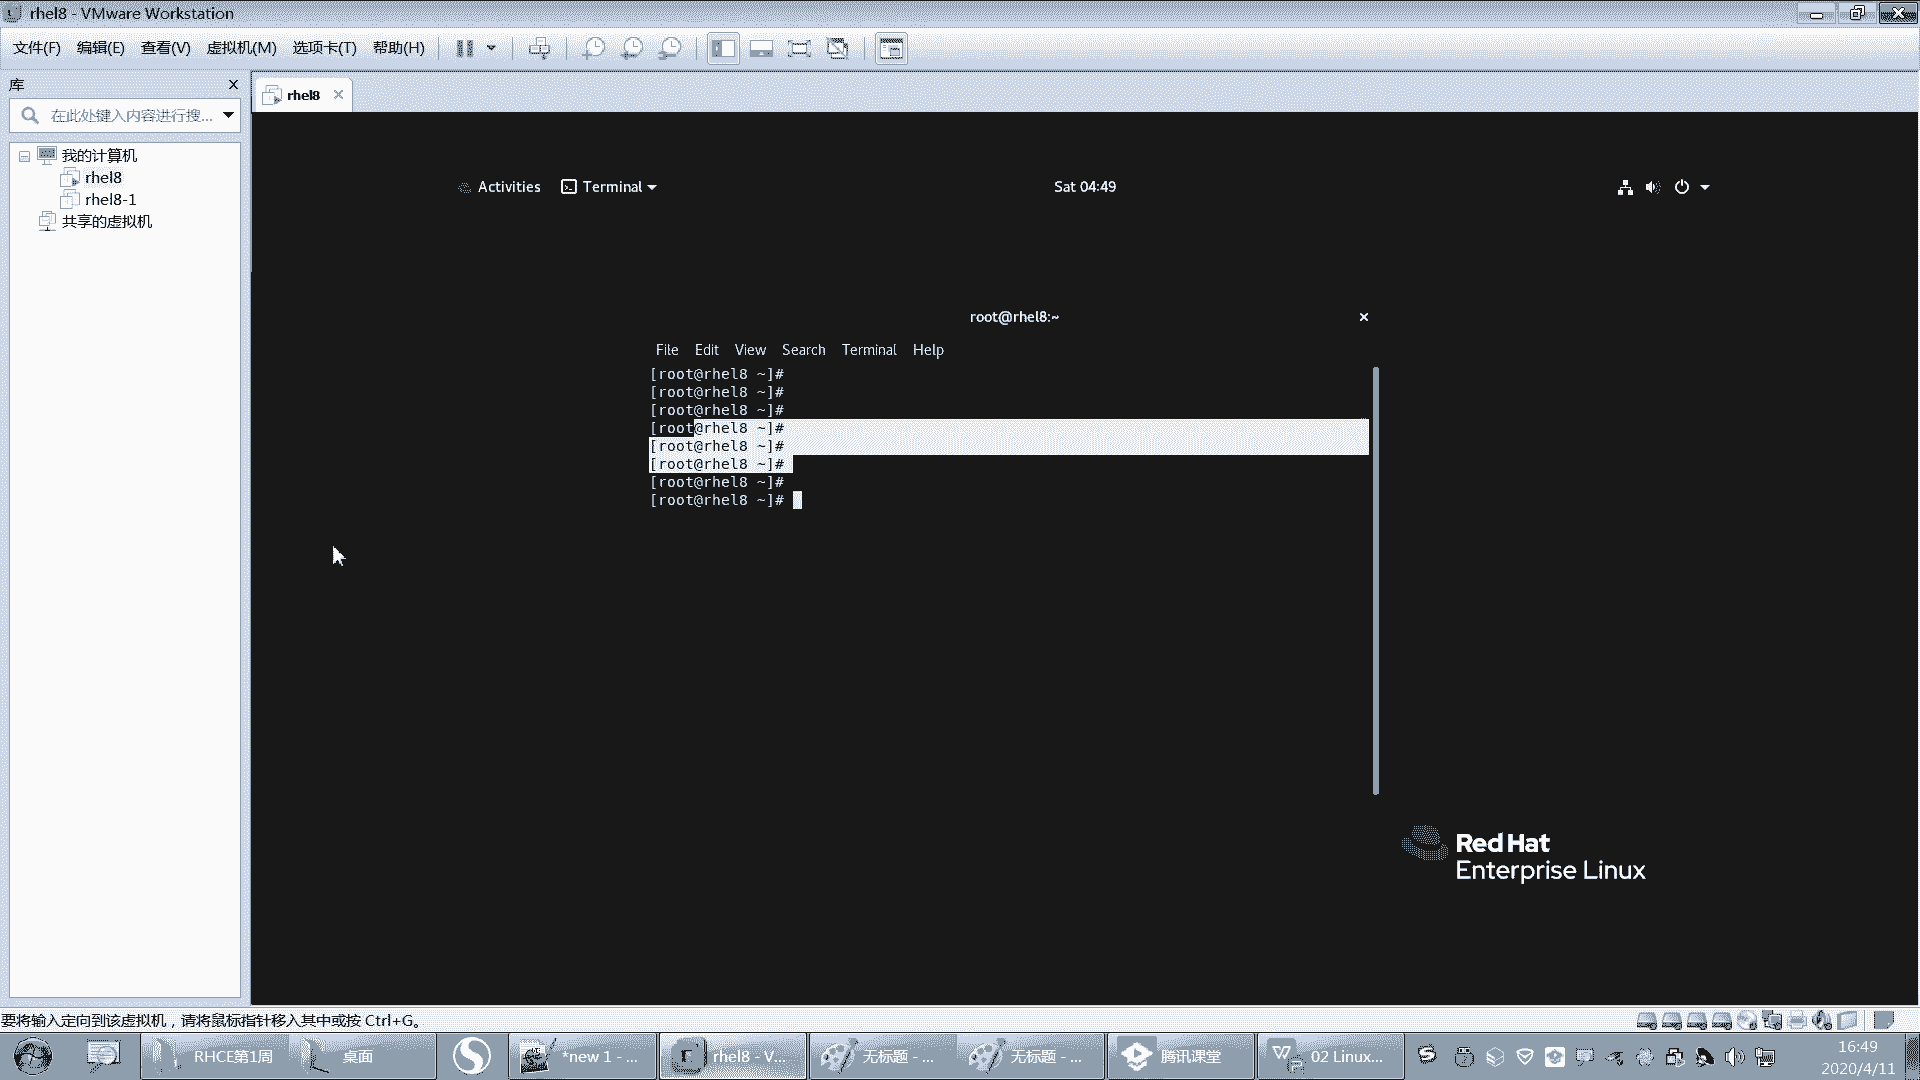 rhel8 - VMware Workstation
文件(F) 编辑(E) 查看(V) 虚拟机(M) 选项卡(T) 帮助(H)
库
在此处键入内容进行搜...
rhel8
我的计算机
rhel8
rhel8-1
共享的虚拟机
Activities Terminal Sat 04:49
root@rhel8:~
File Edit View Search Terminal Help
[root@rhel8 ~]#
[root@rhel8 ~]#
[root@rhel8 ~]#
[root@rhel8 ~]#
[root@rhel8 ~]#
[root@rhel8 ~]#
[root@rhel8 ~]#
[root@rhel8 ~]#
Red Hat
Enterprise Linux
要将输入定向到该虚拟机，请将鼠标指针移入其中或按 Ctrl+G。
RHCE第1周 桌面 *new 1 - ... rhel8 - V... 无标题 - ... 无标题 - ... 腾讯课堂 02 Linux...
16:49
2020/4/11